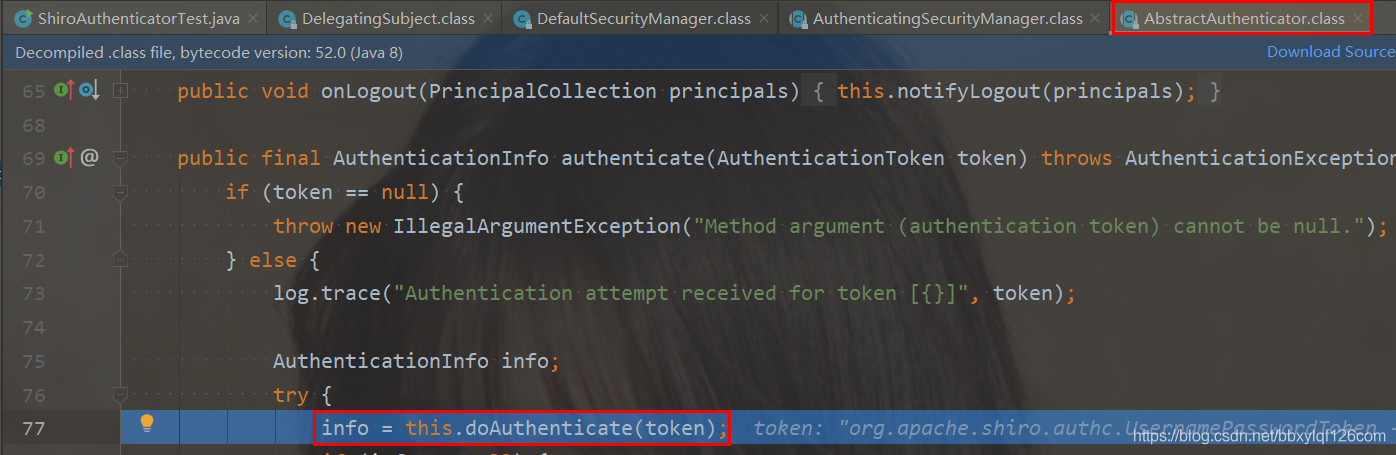 ShiroAuthenticatorTest.java DelegatingSubject.class DefaultSecurityManager.class AuthenticatingSecurityManager.class AbstractAuthenticator.class
Decompiled .class file, bytecode version: 52.0 (Java 8) Download Source
65 public void onLogout(PrincipalCollection principals) { this.notifyLogout(principals); }
68
69 @ public final AuthenticationInfo authenticate(AuthenticationToken token) throws AuthenticationException
70 if (token == null) {
71 throw new IllegalArgumentException("Method argument (authentication token) cannot be null.");
72 } else {
73 log.trace("Authentication attempt received for token [{}]", token);
74
75 AuthenticationInfo info;
76 try {
77 info = this.doAuthenticate(token); token: "org.apache.shiro.authc.UsernamePasswordToken -
https://blog.csdn.net/bbxylqf126com